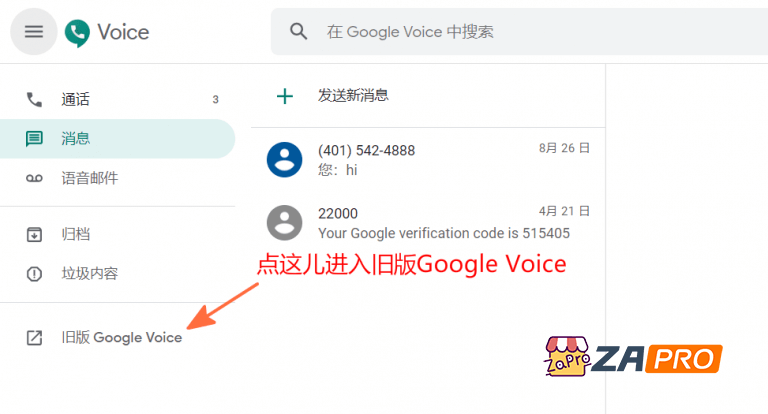 Voice
在 Google Voice 中搜索
通话
3
消息
语音邮件
归档
垃圾内容
旧版 Google Voice
发送新消息
(401) 542-4888
8月 26 日
您: hi
22000
4月 21 日
Your Google verification code is 515405
点这儿进入旧版Google Voice
ZaPro
ZA PRO